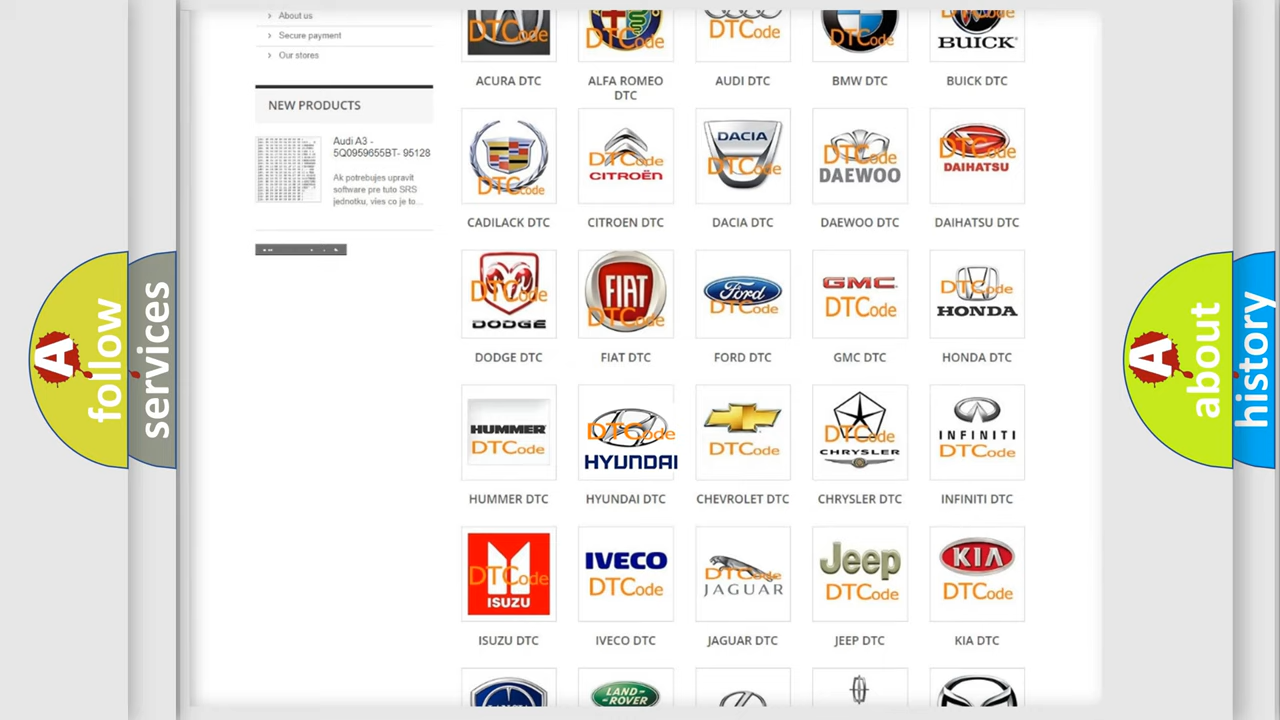 About us
Secure payment
Our stores
NEW PRODUCTS
Audi A3 -
5Q0959655BT- 95128
Ak potrebujes upravit
software pre tuto SRS
jednotku, vies co je to...
DTCode
DTCode
DTCode
DTCode
BUICK
ACURA DTC
ALFA ROMEO
DTC
AUDI DTC
BMW DTC
BUICK DTC
DTCode
DTCode
CITROËN
DACIA
DTCode
DTCode
DAEWOO
DTCode
DAIHATSU
CADILACK DTC
CITROEN DTC
DACIA DTC
DAEWOO DTC
DAIHATSU DTC
DTCode
DODGE
FIAT
DTCode
Ford
DTCode
GMC
DTCode
DTCode
HONDA
DODGE DTC
FIAT DTC
FORD DTC
GMC DTC
HONDA DTC
HUMMER
DTCode
DTCode
HYUNDAI
DTCode
DTCode
CHRYSLER
INFINITI
DTCode
HUMMER DTC
HYUNDAI DTC
CHEVROLET DTC
CHRYSLER DTC
INFINITI DTC
DTCode
ISUZU
IVECO
DTCode
DTCode
JAGUAR
Jeep
DTCode
KIA
DTCode
ISUZU DTC
IVECO DTC
JAGUAR DTC
JEEP DTC
KIA DTC
LAND-
ROVER
A
follow
services
A
about
history